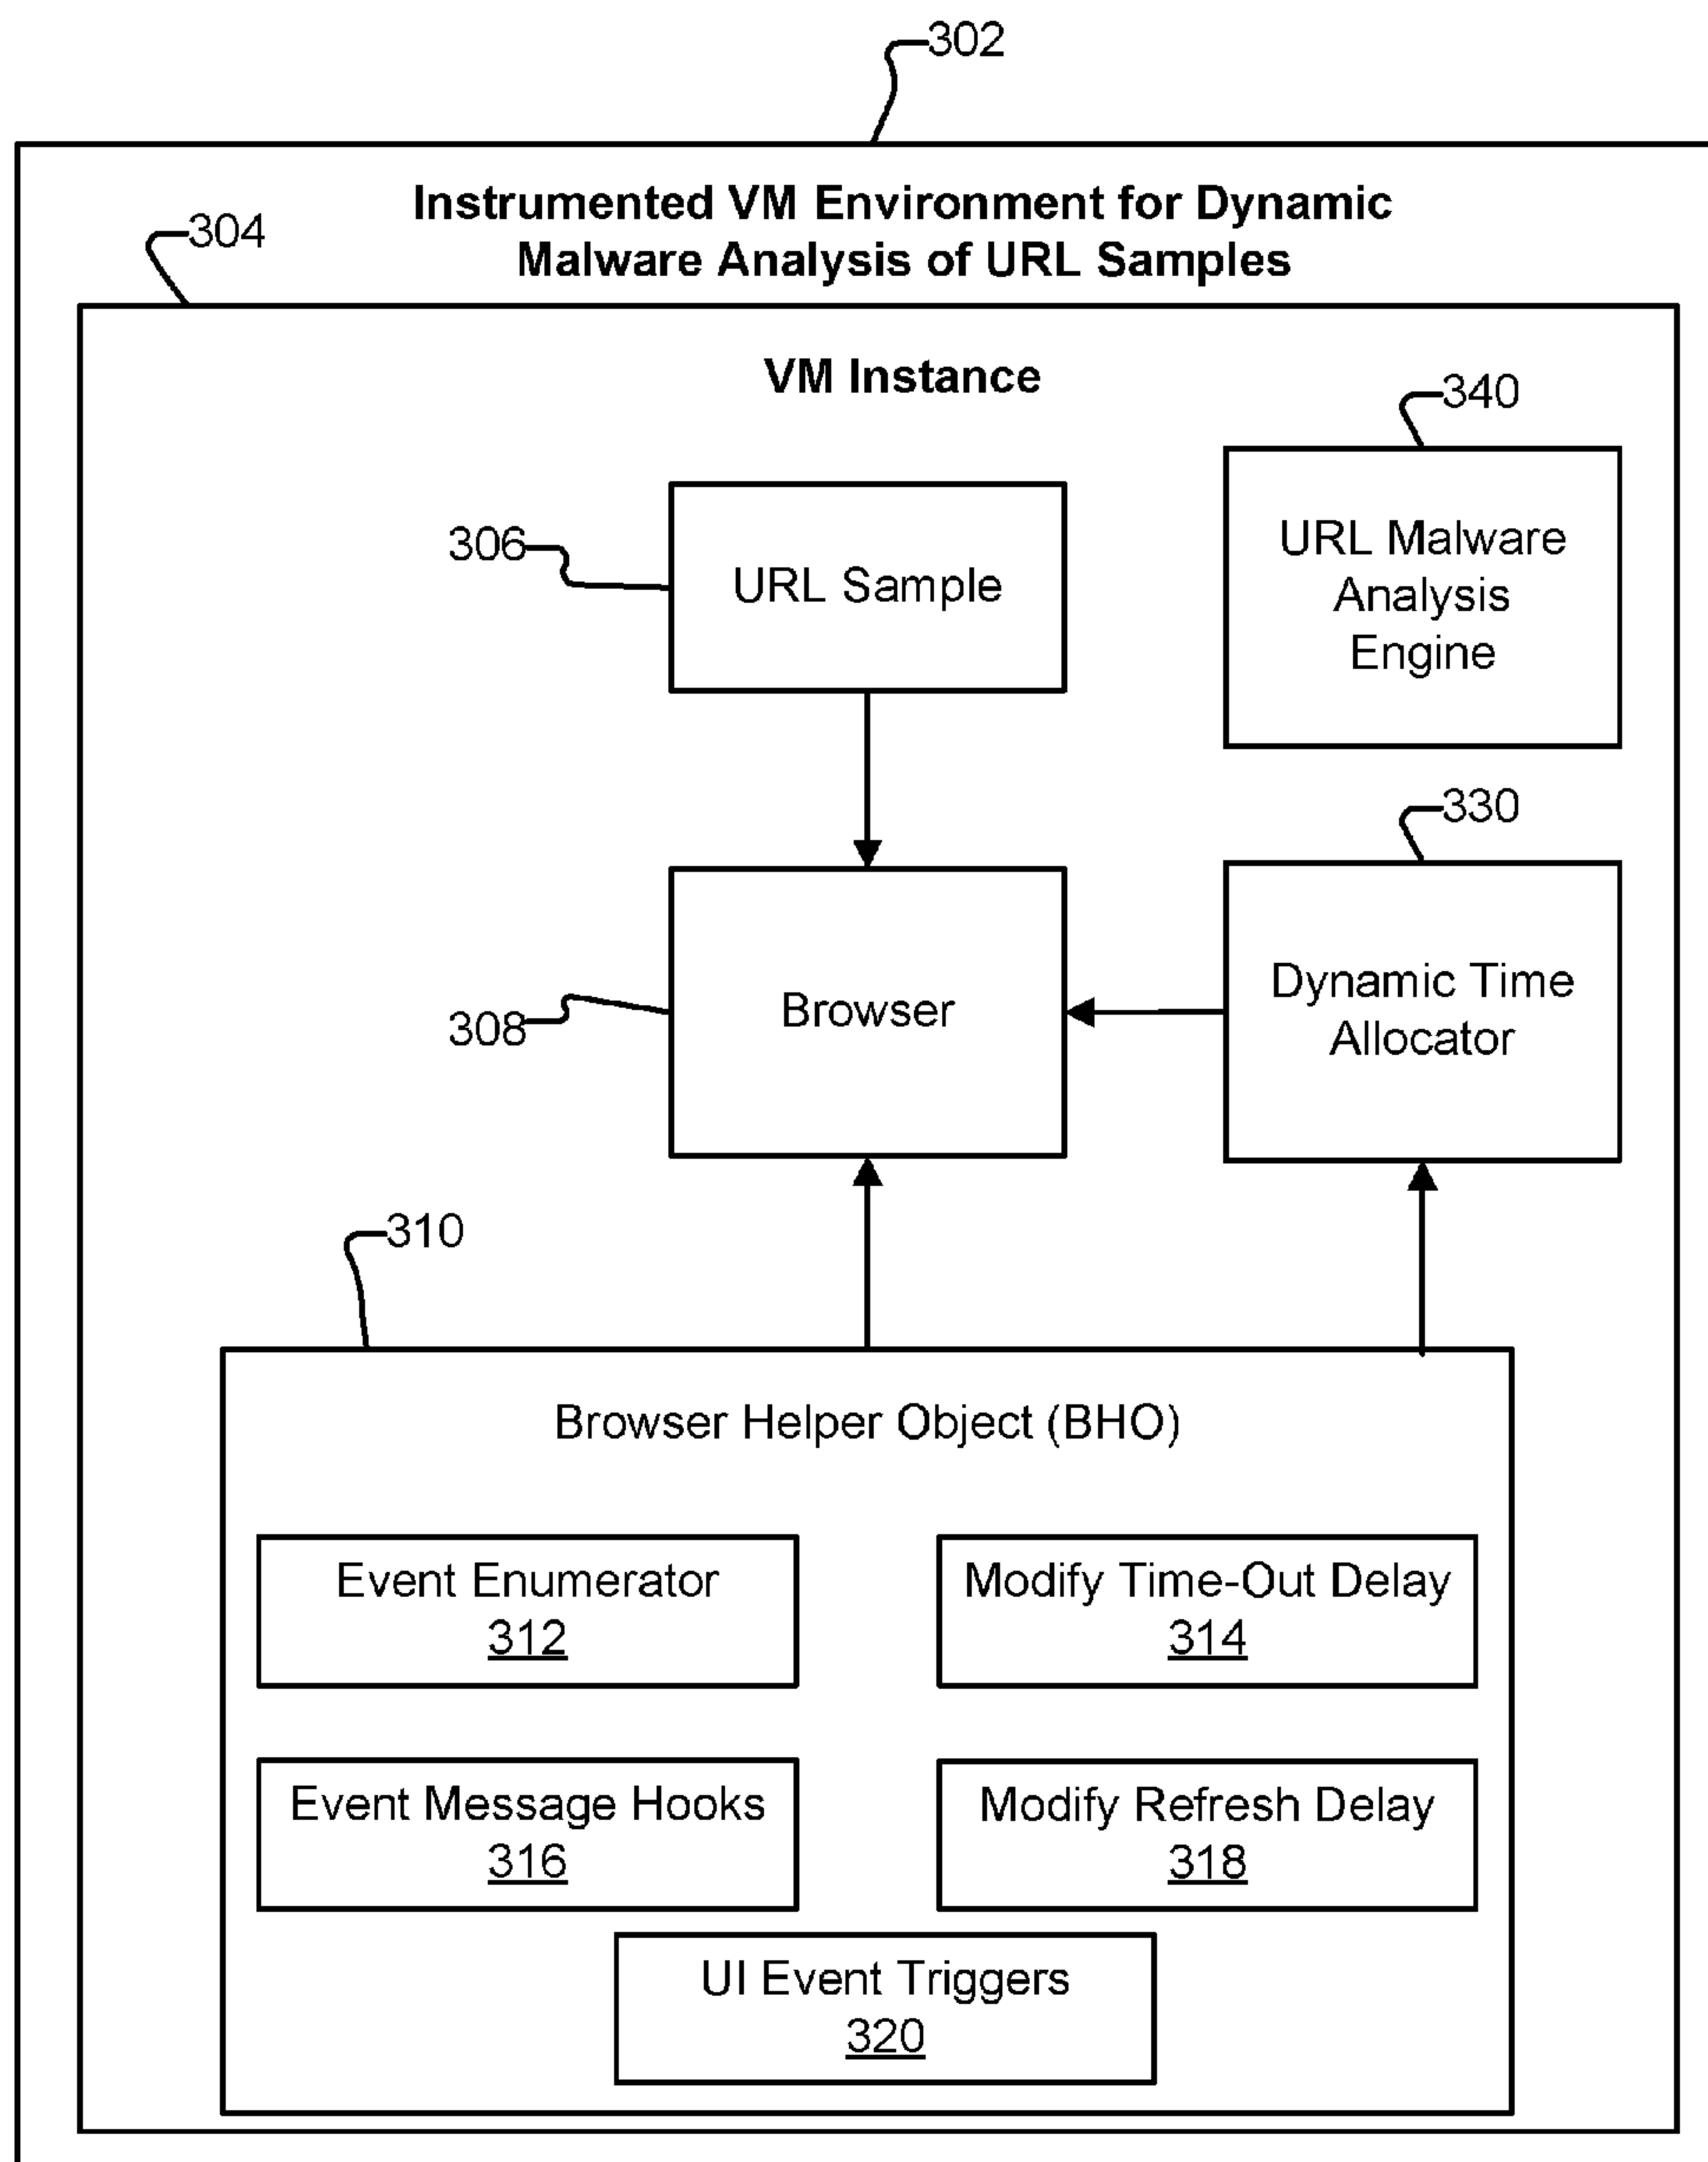 302
Instrumented VM Environment for Dynamic
Malware Analysis of URL Samples
304
VM Instance
340
URL Malware
Analysis
Engine
306
URL Sample
330
Dynamic Time
Allocator
308
Browser
310
Browser Helper Object (BHO)
Event Enumerator
312
Modify Time-Out Delay
314
Event Message Hooks
316
Modify Refresh Delay
318
UI Event Triggers
320